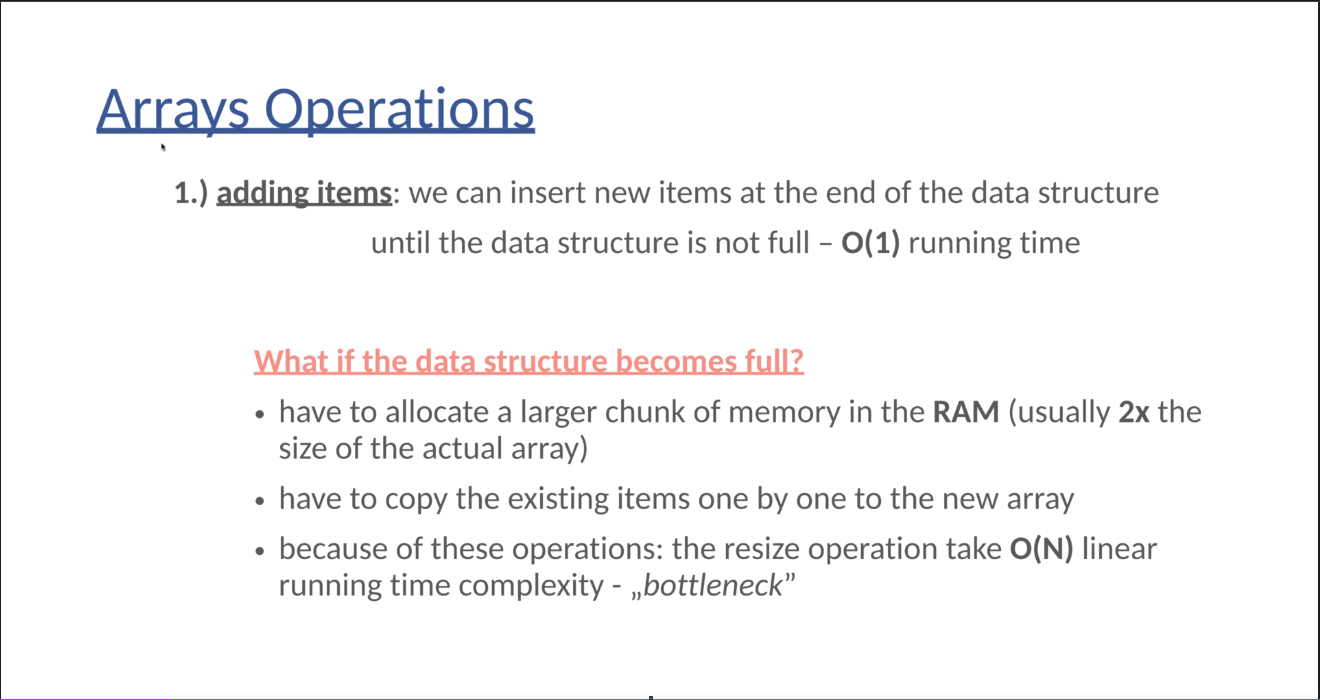 Arrays Operations
1.) adding items: we can insert new items at the end of the data structure
until the data structure is not full – O(1) running time
What if the data structure becomes full?
• have to allocate a larger chunk of memory in the RAM (usually 2x the
size of the actual array)
• have to copy the existing items one by one to the new array
• because of these operations: the resize operation take O(N) linear
running time complexity - „bottleneck”